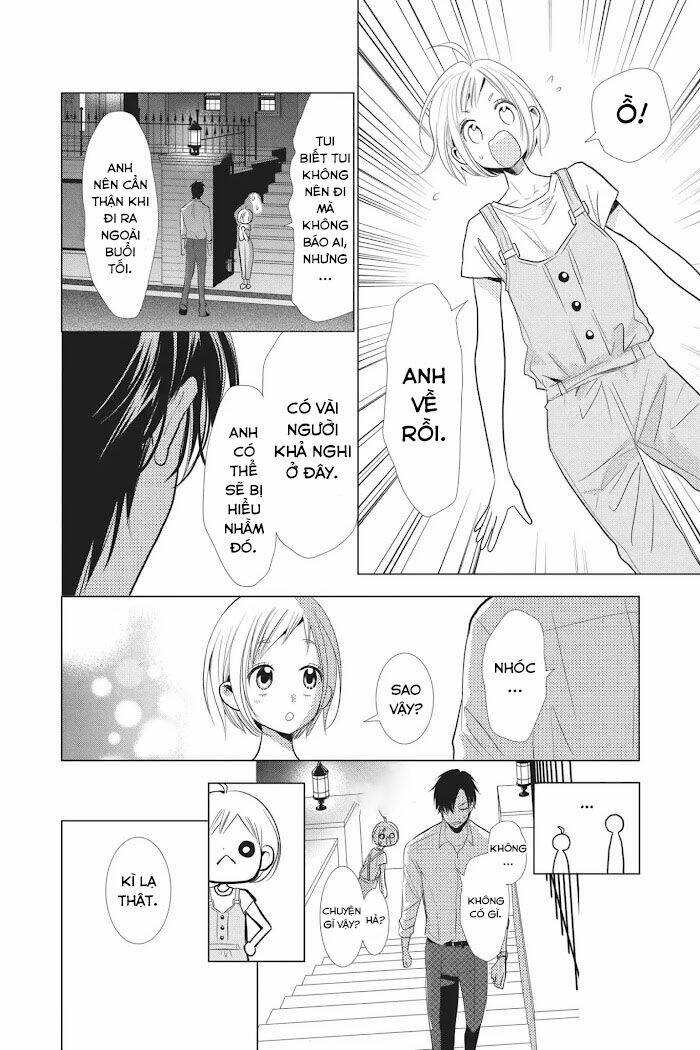 Ồ!
ANH
VỀ
RỒI.
TUI
BIẾT TUI
KHÔNG
NÊN ĐI
MÀ
KHÔNG
BÁO AI,
NHƯNG
...
ANH
NÊN CẨN
THẬN KHI
ĐI RA
NGOÀI
BUỔI
TỐI.
CÓ VÀI
NGƯỜI
KHẢ NGHI
Ở ĐÂY.
ANH
CÓ THỂ
SẼ BỊ
HIỂU
NHẦM
ĐÓ.
NHÓC
...
SAO
VẬY?
...
KHÔNG
...
KHÔNG
CÓ GÌ.
CHUYỆN
GÌ VẬY?
HẢ?
KÌ LẠ
THẬT.